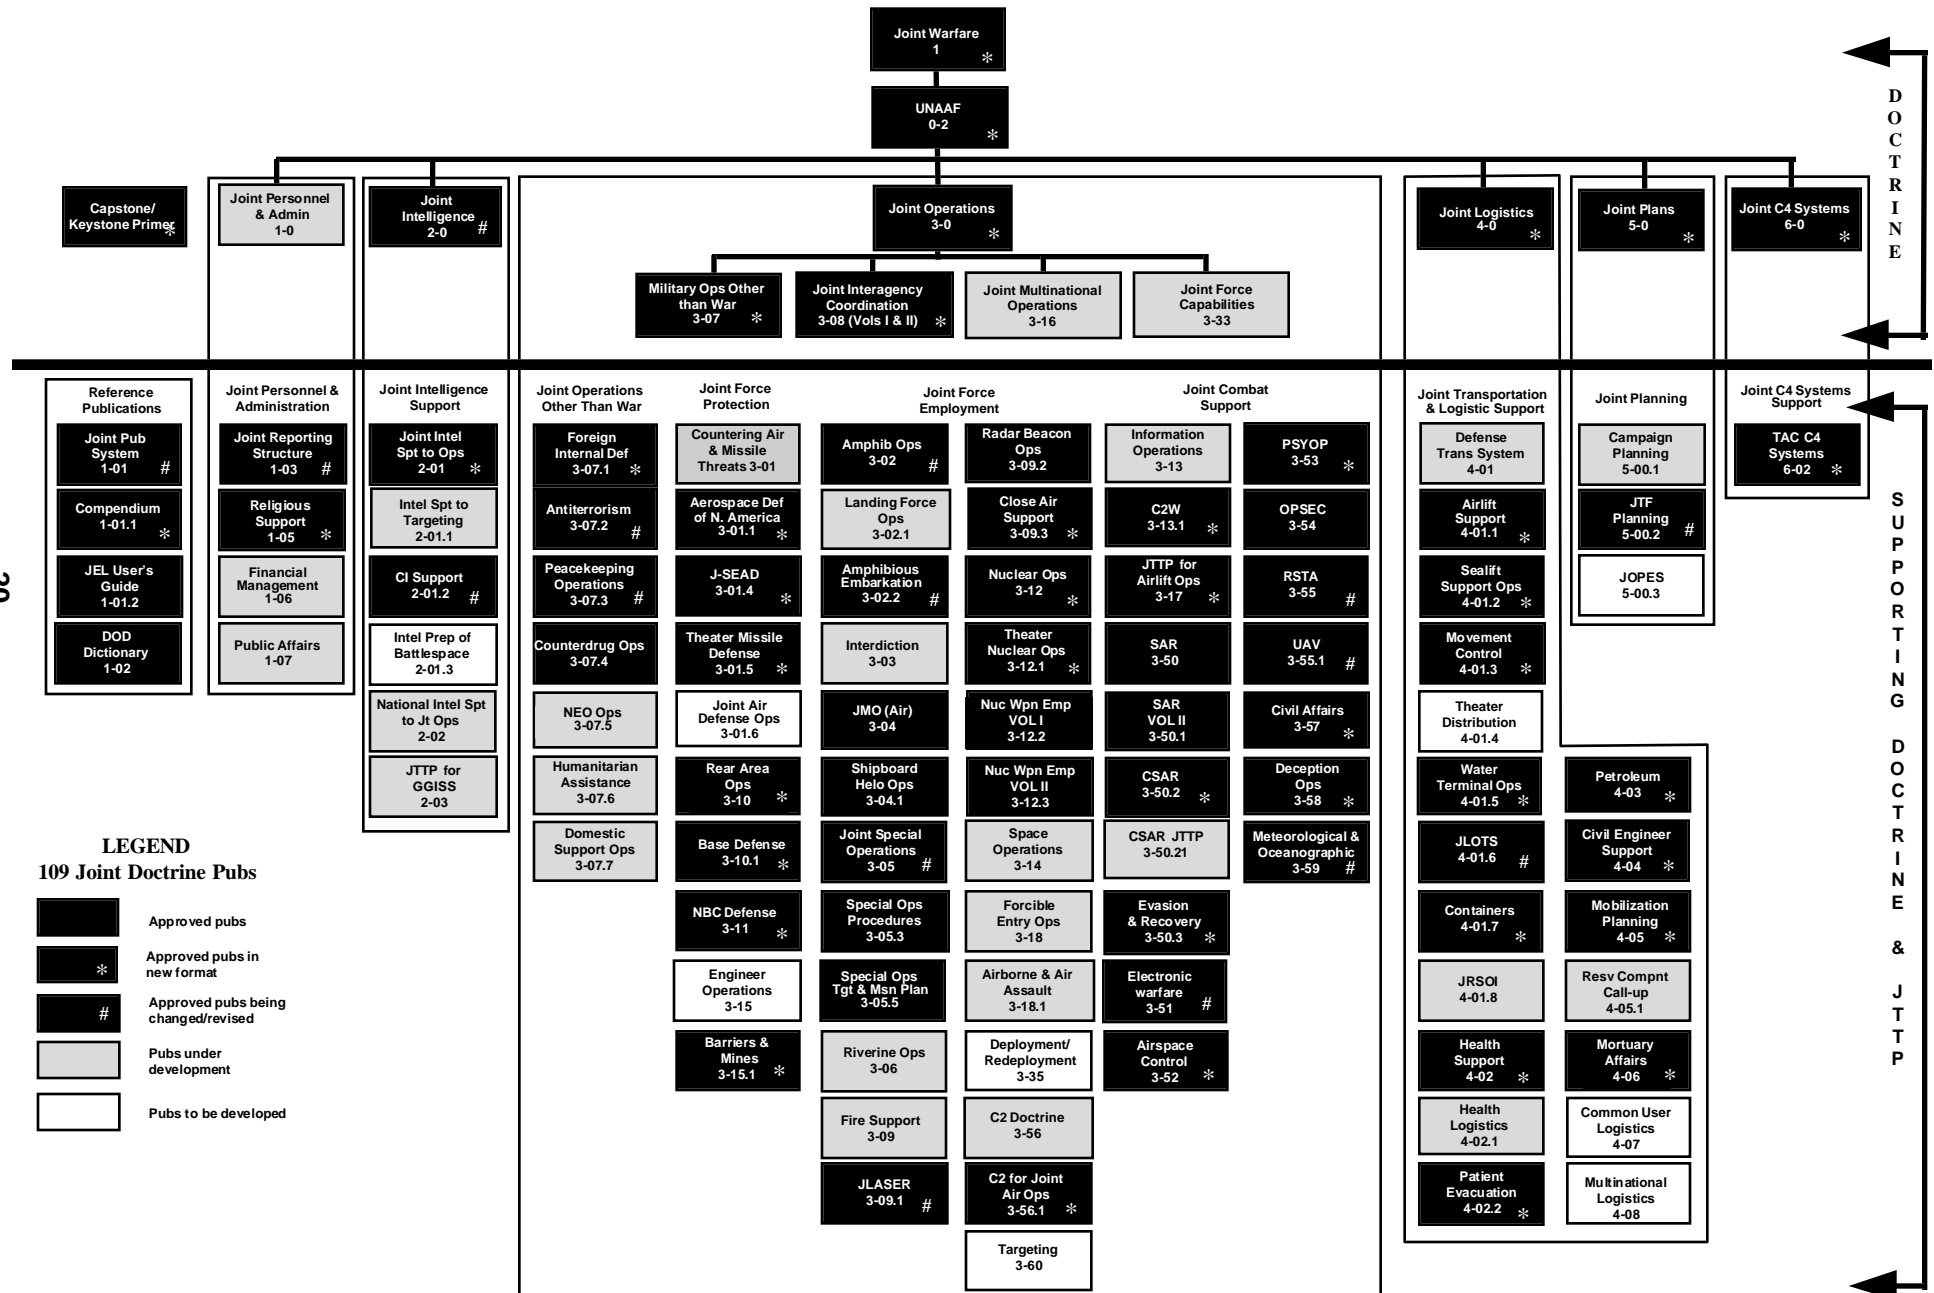 Joint Warfare
1
*
UNAAF
0-2
*
Capstone/
Keystone Primer
*
Joint Personnel
& Admin
1-0
Joint
Intelligence
2-0 #
Joint Operations
3-0
*
Joint Logistics
4-0 *
Joint Plans
5-0 *
Joint C4 Systems
6-0 *
Military Ops Other
than War
3-07 *
Joint Interagency
Coordination
3-08 (Vols I & II) *
Joint Multinational
Operations
3-16
Joint Force
Capabilities
3-33
DOCTRINE
Reference
Publications
Joint Pub
System
1-01 #
Compendium
1-01.1 *
JEL User's
Guide
1-01.2
DOD
Dictionary
1-02
Joint Personnel &
Administration
Joint Reporting
Structure
1-03 #
Religious
Support
1-05 *
Financial
Management
1-06
Public Affairs
1-07
Joint Intelligence
Support
Joint Intel
Spt to Ops
2-01 *
Intel Spt to
Targeting
2-01.1
CI Support
2-01.2 #
Intel Prep of
Battlespace
2-01.3
National Intel Spt
to Jt Ops
2-02
JTTP for
GGISS
2-03
Joint Operations
Other Than War
Foreign
Internal Def
3-07.1 *
Antiterrorism
3-07.2 #
Peacekeeping
Operations
3-07.3 #
Counterdrug Ops
3-07.4
NEO Ops
3-07.5
Humanitarian
Assistance
3-07.6
Domestic
Support Ops
3-07.7
Joint Force
Protection
Countering Air
& Missile
Threats 3-01
Aerospace Def
of N. America
3-01.1 *
J-SEAD
3-01.4 *
Theater Missile
Defense
3-01.5 *
Joint Air
Defense Ops
3-01.6
Rear Area
Ops
3-10 *
Base Defense
3-10.1 *
NBC Defense
3-11 *
Engineer
Operations
3-15
Barriers &
Mines
3-15.1 *
Joint Force
Employment
Amphib Ops
3-02 #
Landing Force
Ops
3-02.1
Amphibious
Embarkation
3-02.2 #
Interdiction
3-03
JMO (Air)
3-04
Shipboard
Helo Ops
3-04.1
Joint Special
Operations
3-05 #
Special Ops
Procedures
3-05.3
Special Ops
Tgt & Msn Plan
3-05.5
Riverine Ops
3-06
Fire Support
3-09
JLASER
3-09.1 #
Radar Beacon
Ops
3-09.2
Close Air
Support
3-09.3 *
Nuclear Ops
3-12 *
Theater
Nuclear Ops
3-12.1 *
Nuc Wpn Emp
VOL I
3-12.2
Nuc Wpn Emp
VOL II
3-12.3
Space
Operations
3-14
Forcible
Entry Ops
3-18
Airborne & Air
Assault
3-18.1
Deployment/
Redeployment
3-35
C2 Doctrine
3-56
C2 for Joint
Air Ops
3-56.1 *
Targeting
3-60
Joint Combat
Support
Information
Operations
3-13
C2W
3-13.1 *
JTTP for
Airlift Ops
3-17 *
SAR
3-50
SAR
VOL II
3-50.1
CSAR
3-50.2 *
CSAR JTTP
3-50.21
Evasion
& Recovery
3-50.3 *
Electronic
warfare
3-51 #
Airspace
Control
3-52 *
PSYOP
3-53 *
OPSEC
3-54
RSTA
3-55 #
UAV
3-55.1 #
Civil Affairs
3-57 *
Deception
Ops
3-58 *
Meteorological &
Oceanographic
3-59 #
Joint Transportation
& Logistic Support
Defense
Trans System
4-01
Airlift
Support
4-01.1 *
Sealift
Support Ops
4-01.2 *
Movement
Control
4-01.3 *
Theater
Distribution
4-01.4
Water
Terminal Ops
4-01.5 *
JLOTS
4-01.6 #
Containers
4-01.7 *
JRSOI
4-01.8
Health
Support
4-02 *
Health
Logistics
4-02.1
Patient
Evacuation
4-02.2 *
Petroleum
4-03 *
Civil Engineer
Support
4-04 *
Mobilization
Planning
4-05 *
Resv Compnt
Call-up
4-05.1
Mortuary
Affairs
4-06 *
Common User
Logistics
4-07
Multinational
Logistics
4-08
Joint Planning
Campaign
Planning
5-00.1
JTF
Planning
5-00.2 #
JOPES
5-00.3
Joint C4 Systems
Support
TAC C4
Systems
6-02 *
SUPPORTING DOCTRINE & JTTP
LEGEND
109 Joint Doctrine Pubs
Approved pubs
* Approved pubs in
new format
# Approved pubs being
changed/revised
Pubs under
development
Pubs to be developed